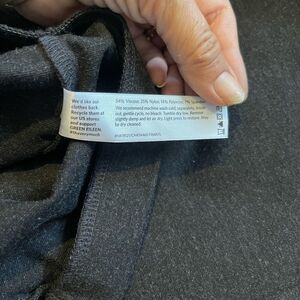 We'd like our
clothes back.
Recycle them at
our US stores
and support
GREEN EILEEN.
54% Viscose, 25% Nylon, 14% Polyester, 7% Spandex
We recommend machine wash cold, separately, inside
out, gentle cycle, no bleach. Tumble dry low. Remove
slightly damp and let air dry. Light press to restore. May
be dry cleaned.